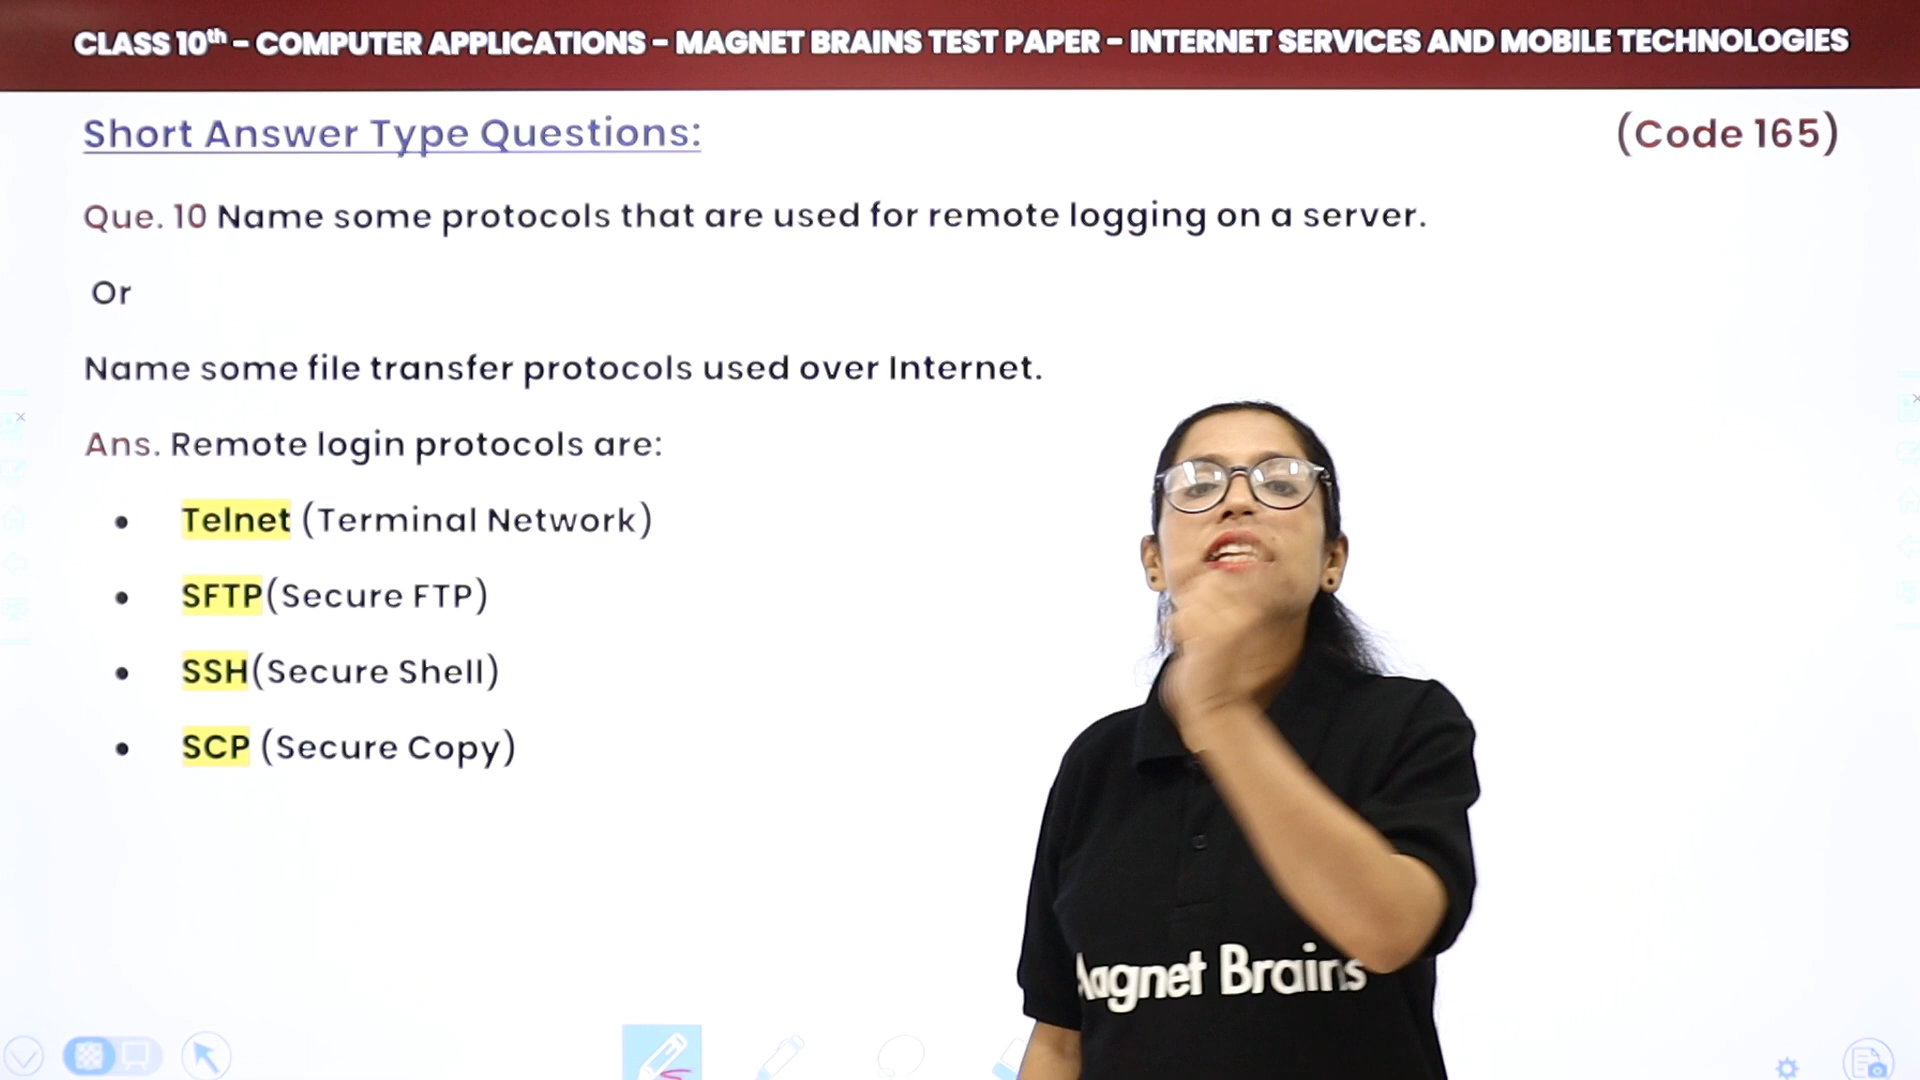 CLASS 10th - COMPUTER APPLICATIONS - MAGNET BRAINS TEST PAPER - INTERNET SERVICES AND MOBILE TECHNOLOGIES
Short Answer Type Questions:
(Code 165)
Que. 10 Name some protocols that are used for remote logging on a server.
Or
Name some file transfer protocols used over Internet.
Ans. Remote login protocols are:
• Telnet (Terminal Network)
• SFTP(Secure FTP)
• SSH(Secure Shell)
• SCP (Secure Copy)
Magnet Brains